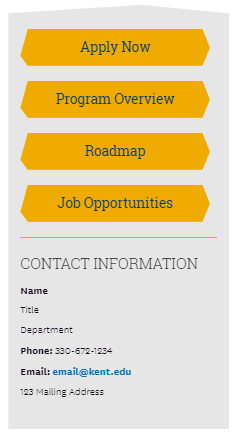 Apply Now
Program Overview
Roadmap
Job Opportunities
CONTACT INFORMATION
Name
Title
Department
Phone: 330-672-1234
Email: email@kent.edu
123 Mailing Address